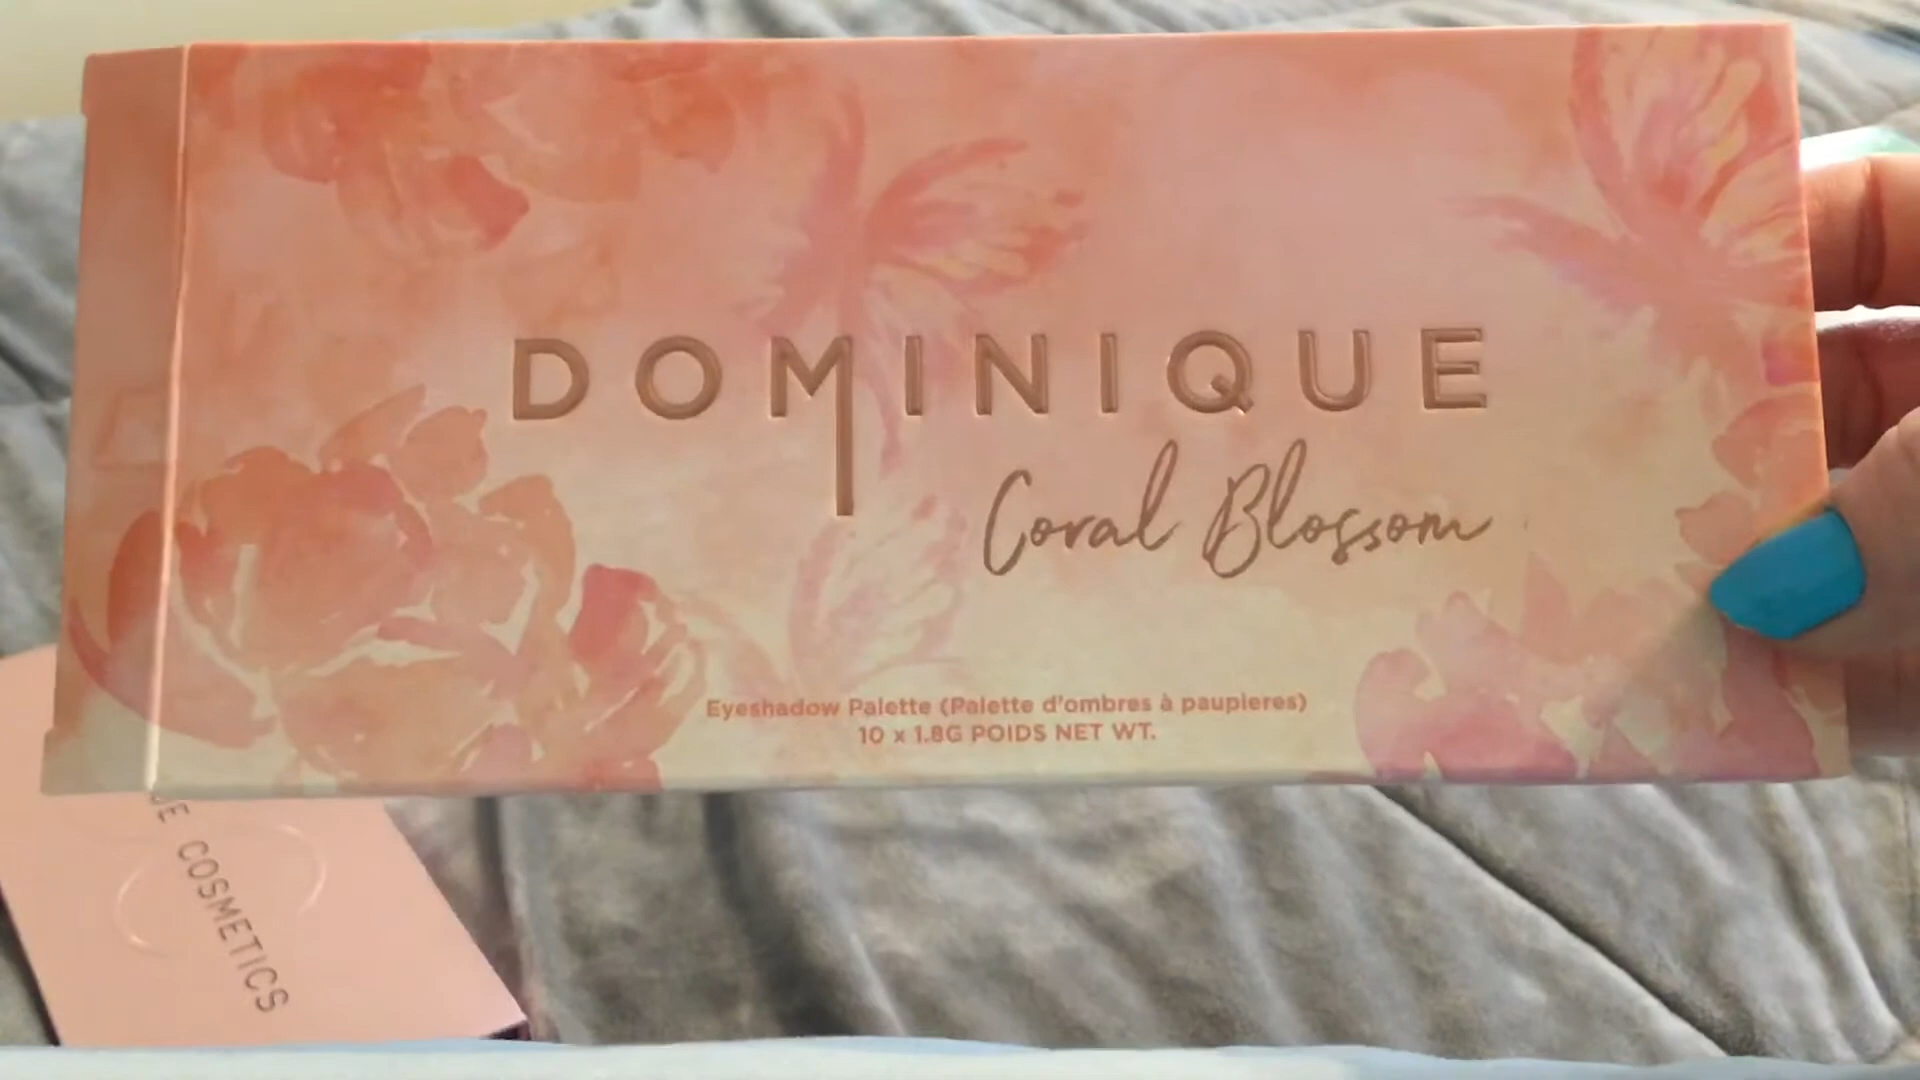 DOMINIQUE
Coral Blossom
Eyeshadow Palette (Palette d'ombres à paupieres)
10 x 1.8G POIDS NET WT.
COSMETICS